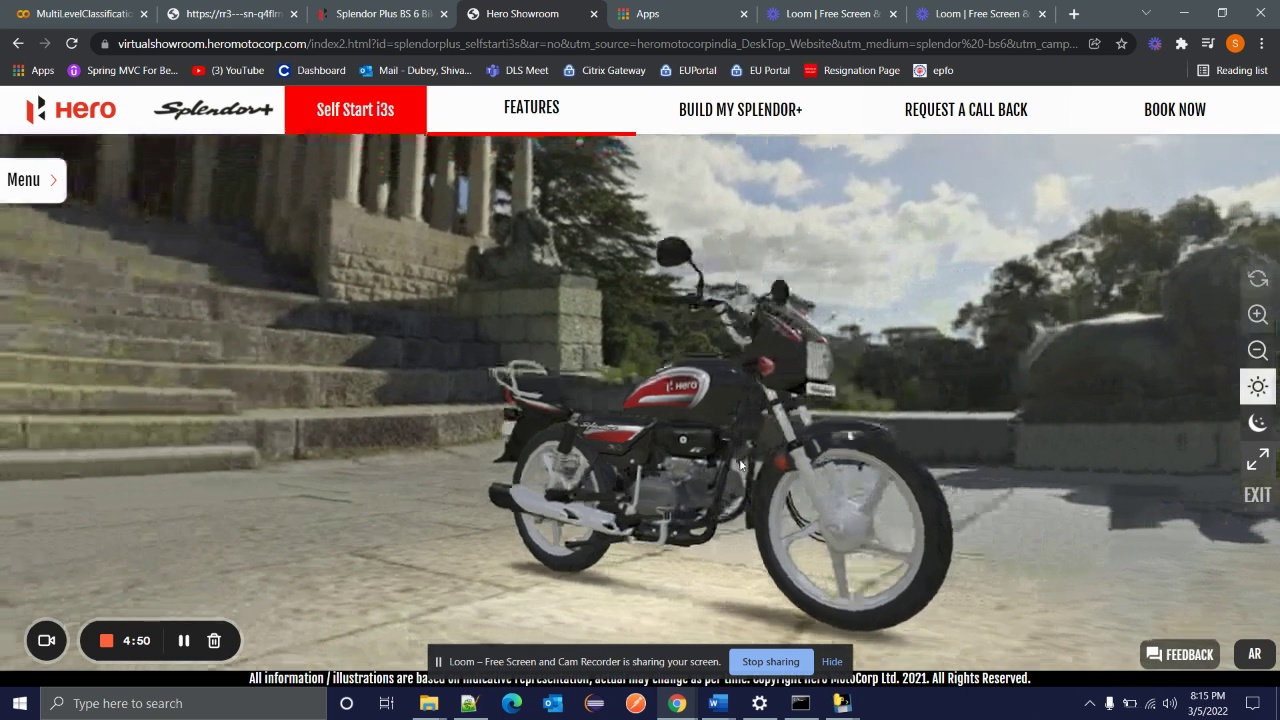 MultiLevelClassificatio
https://rr3---sn-q4flrn
Splendor Plus BS 6 Bik
Hero Showroom
Apps
Loom | Free Screen &
Loom | Free Screen &
virtualshowroom.heromotocorp.com/index2.html?id=splendorplus_selfstarti3s&at=no&utm_source=heromotocorpindia_DeskTop_Website&utm_medium=splendor%20-bs6&utm_camp...
S
Apps
Spring MVC For Be...
(3) YouTube
Dashboard
Mail - Dubey, Shiva...
DLS Meet
Citrix Gateway
EUPortal
EU Portal
Resignation Page
epfo
Reading list
Hero
Splendor+
Self Start i3s
FEATURES
BUILD MY SPLENDOR+
REQUEST A CALL BACK
BOOK NOW
Menu
Hero
EXIT
4:50
Loom – Free Screen and Cam Recorder is sharing your screen.
Stop sharing
Hide
FEEDBACK
AR
All information / illustrations are based on indicative representation, actual may change as per time. Copyright Hero MotoCorp Ltd. 2021. All Rights Reserved.
Type here to search
8:15 PM
3/5/2022